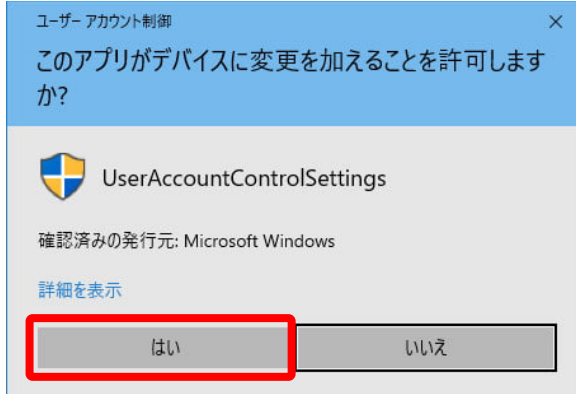 ユーザー アカウント制御
このアプリがデバイスに変更を加えることを許可します
か?
UserAccountControlSettings
確認済みの発行元: Microsoft Windows
詳細を表示
はい
いいえ